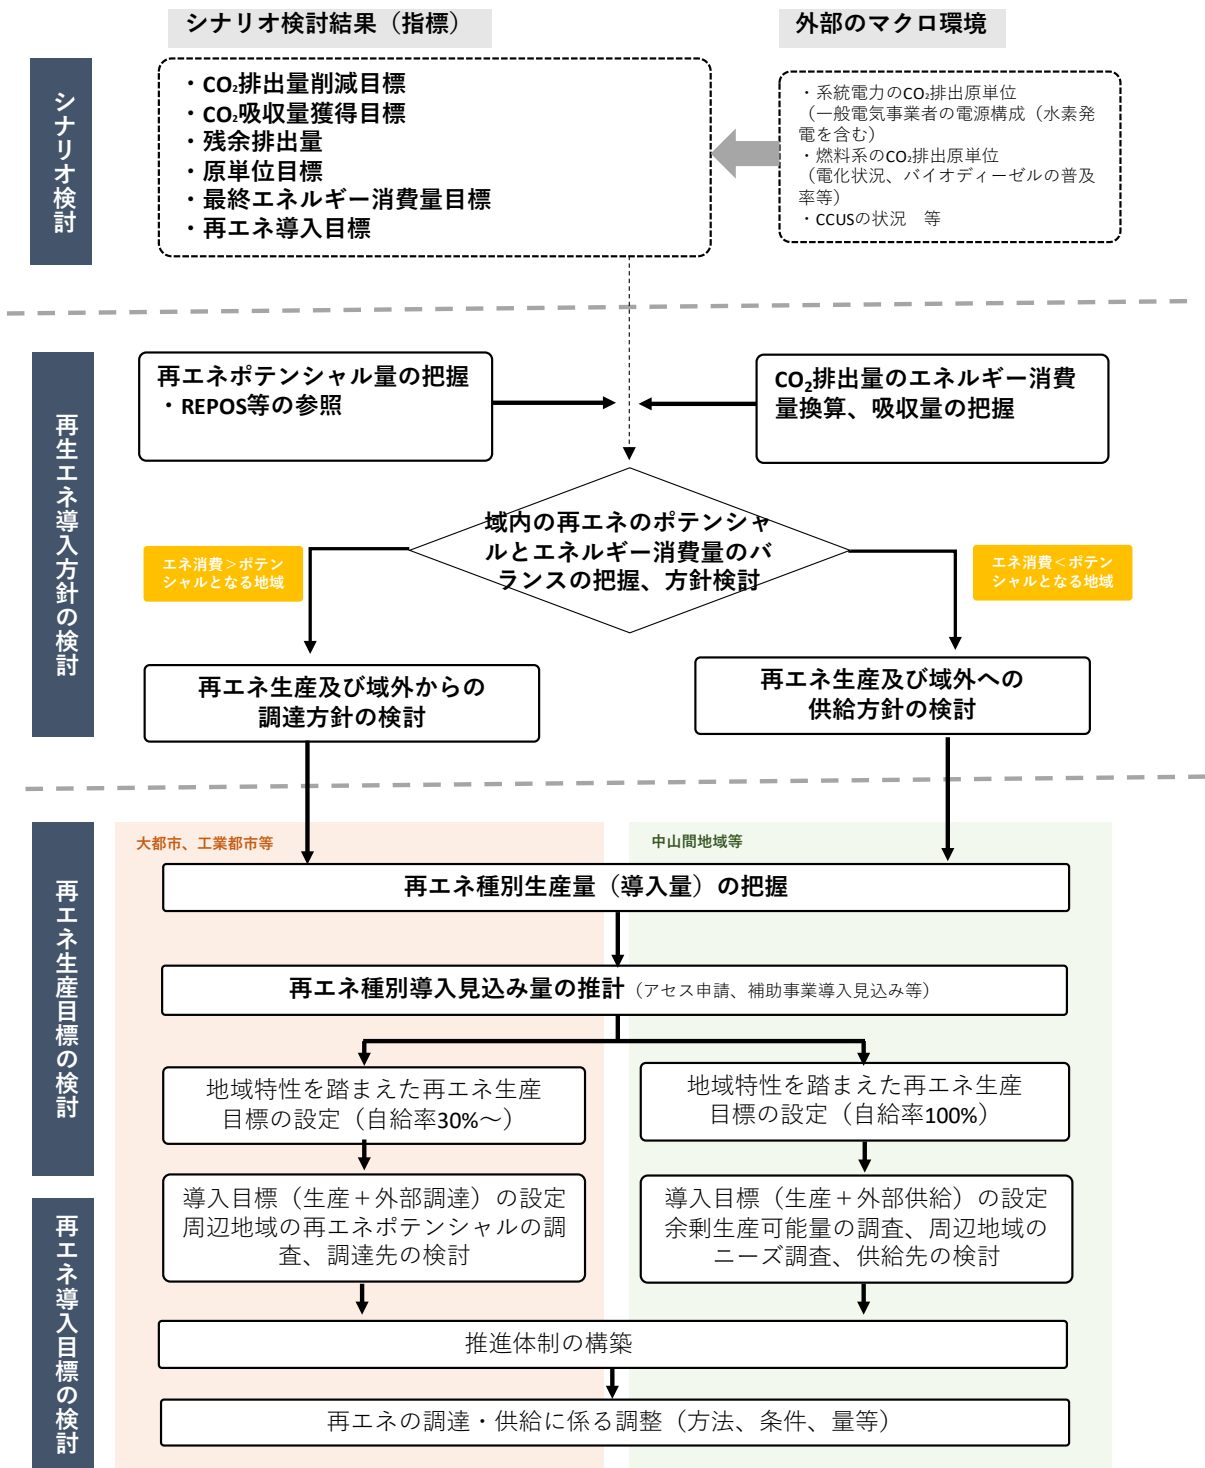 シナリオ検討結果（指標）
外部のマクロ環境
シナリオ検討
・CO₂排出量削減目標
・CO₂吸収量獲得目標
・残余排出量
・原単位目標
・最終エネルギー消費量目標
・再エネ導入目標
・系統電力のCO₂排出原単位
（一般電気事業者の電源構成（水素発
電を含む）
・燃料系のCO₂排出原単位
（電化状況、バイオディーゼルの普及
率等）
・CCUSの状況　等
再生エネ導入方針の検討
再エネポテンシャル量の把握
・REPOS等の参照
CO₂排出量のエネルギー消費
量換算、吸収量の把握
域内の再エネのポテンシャ
ルとエネルギー消費量のバ
ランスの把握、方針検討
エネ消費＞ポテン
シャルとなる地域
エネ消費＜ポテン
シャルとなる地域
再エネ生産及び域外からの
調達方針の検討
再エネ生産及び域外への
供給方針の検討
再エネ生産目標の検討
大都市、工業都市等
中山間地域等
再エネ種別生産量（導入量）の把握
再エネ種別導入見込み量の推計（アセス申請、補助事業導入見込み等）
地域特性を踏まえた再エネ生産
目標の設定（自給率30%～）
地域特性を踏まえた再エネ生産
目標の設定（自給率100%）
再エネ導入目標の検討
導入目標（生産＋外部調達）の設定
周辺地域の再エネポテンシャルの調
査、調達先の検討
導入目標（生産＋外部供給）の設定
余剰生産可能量の調査、周辺地域の
ニーズ調査、供給先の検討
推進体制の構築
再エネの調達・供給に係る調整（方法、条件、量等）